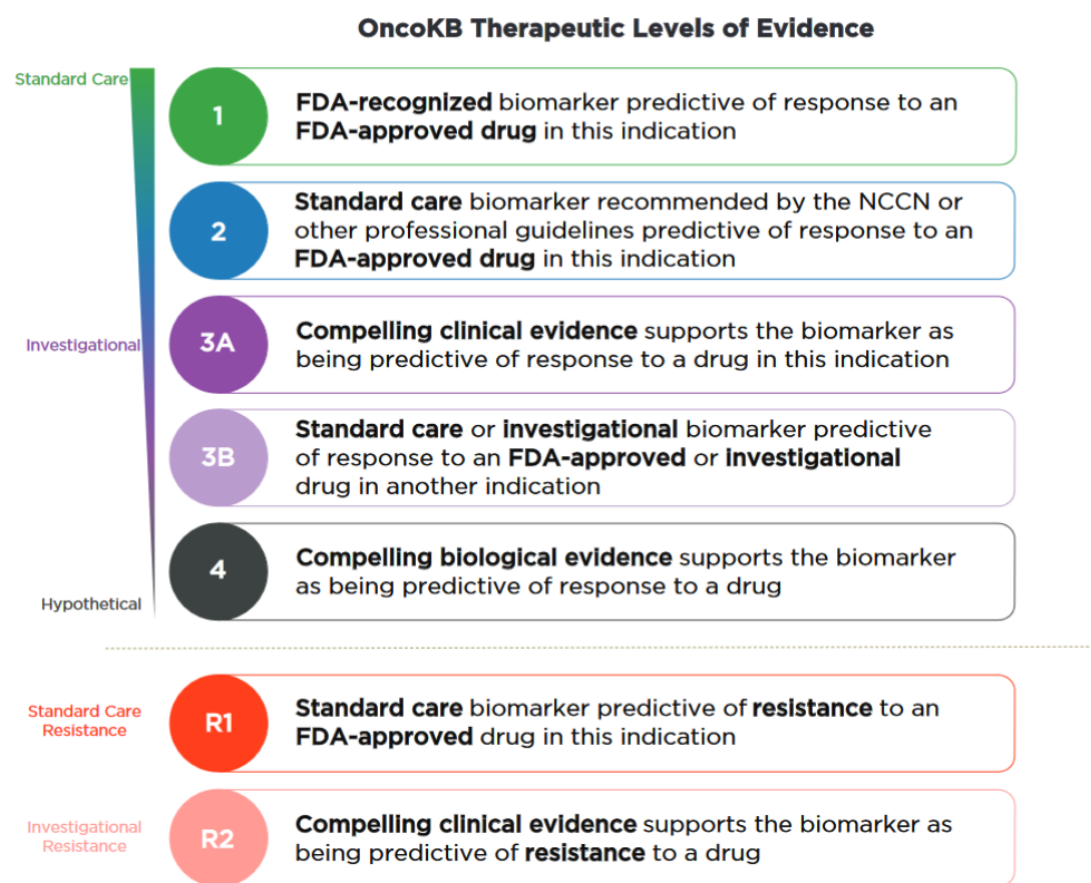 OncoKB Therapeutic Levels of Evidence
Standard Care
1
FDA-recognized biomarker predictive of response to an
FDA-approved drug in this indication
2
Standard care biomarker recommended by the NCCN or
other professional guidelines predictive of response to an
FDA-approved drug in this indication
Investigational
3A
Compelling clinical evidence supports the biomarker as
being predictive of response to a drug in this indication
3B
Standard care or investigational biomarker predictive
of response to an FDA-approved or investigational
drug in another indication
4
Compelling biological evidence supports the biomarker
as being predictive of response to a drug
Hypothetical
Standard Care
Resistance
R1
Standard care biomarker predictive of resistance to an
FDA-approved drug in this indication
Investigational
Resistance
R2
Compelling clinical evidence supports the biomarker as
being predictive of resistance to a drug